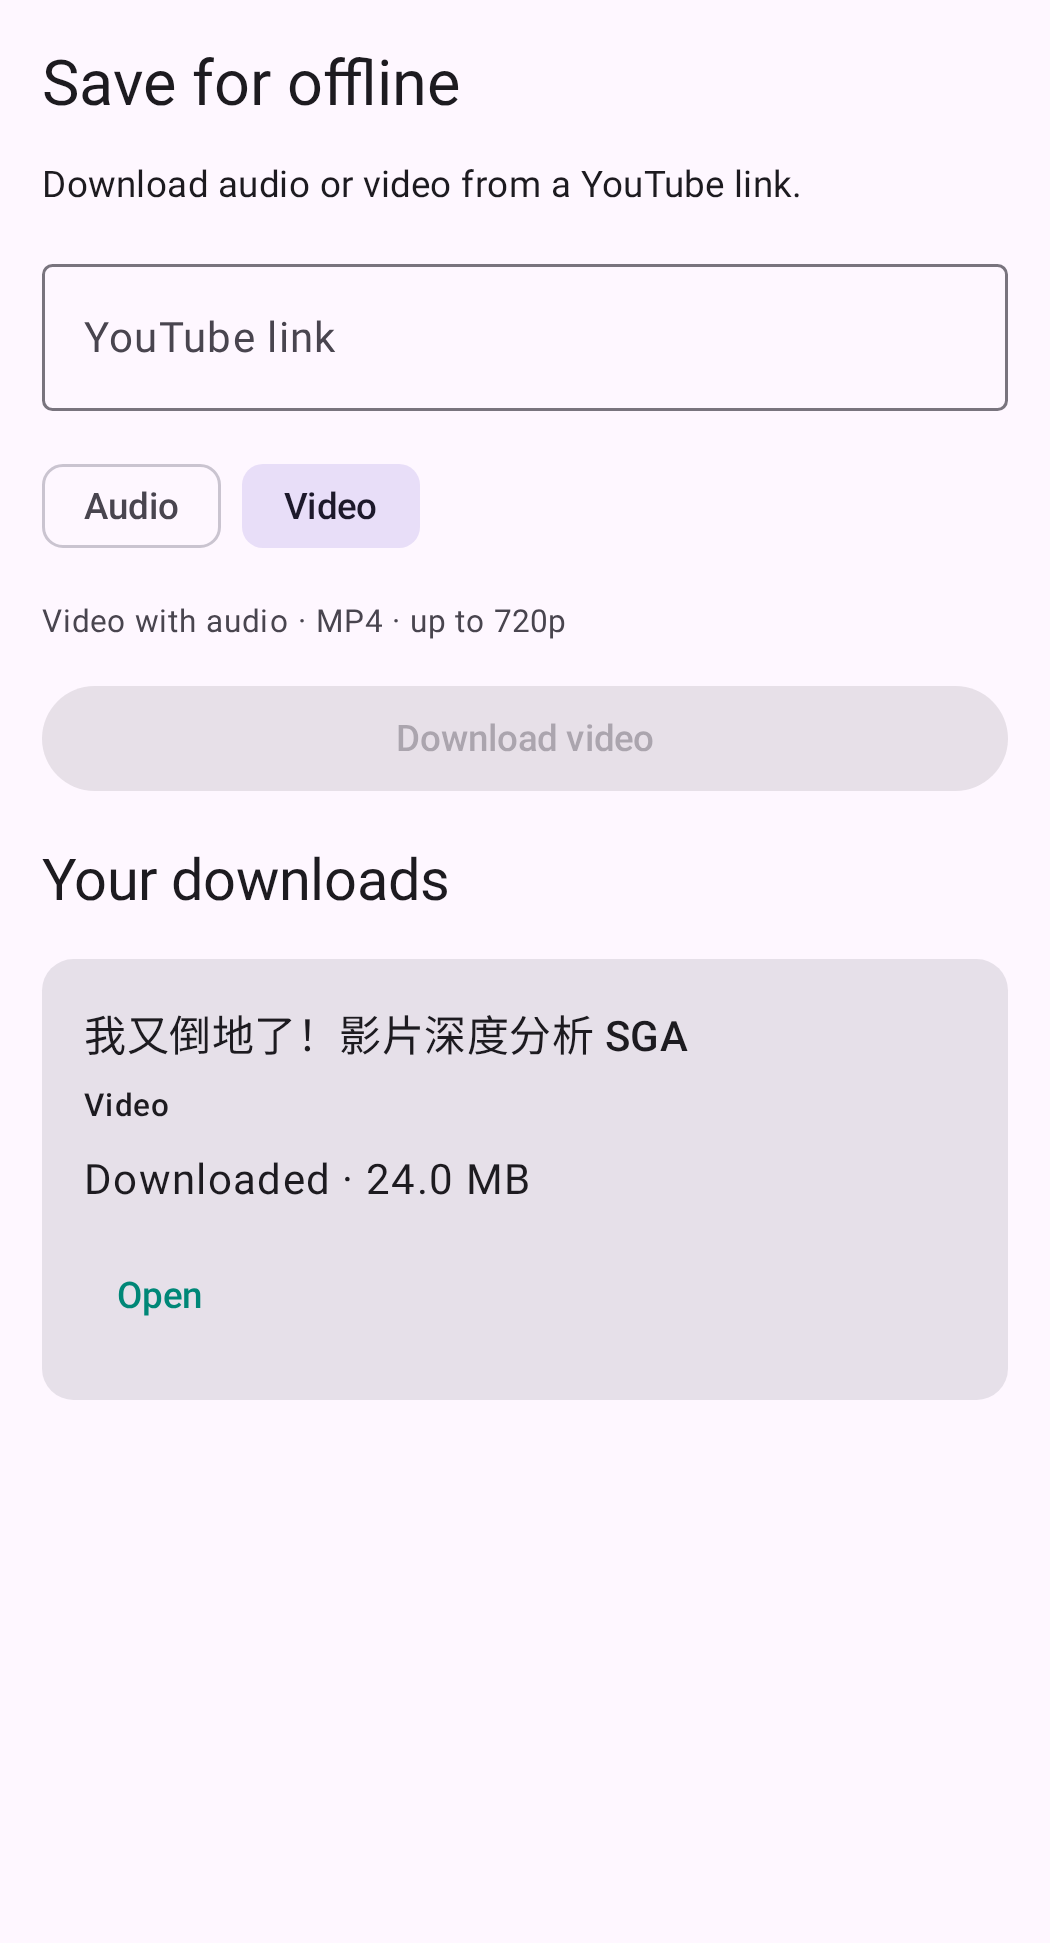 Save for offline
Download audio or video from a YouTube link.
YouTube link
Audio
Video
Video with audio · MP4 · up to 720p
Download video
Your downloads
我又倒地了！影片深度分析 SGA
Video
Downloaded · 24.0 MB
Open